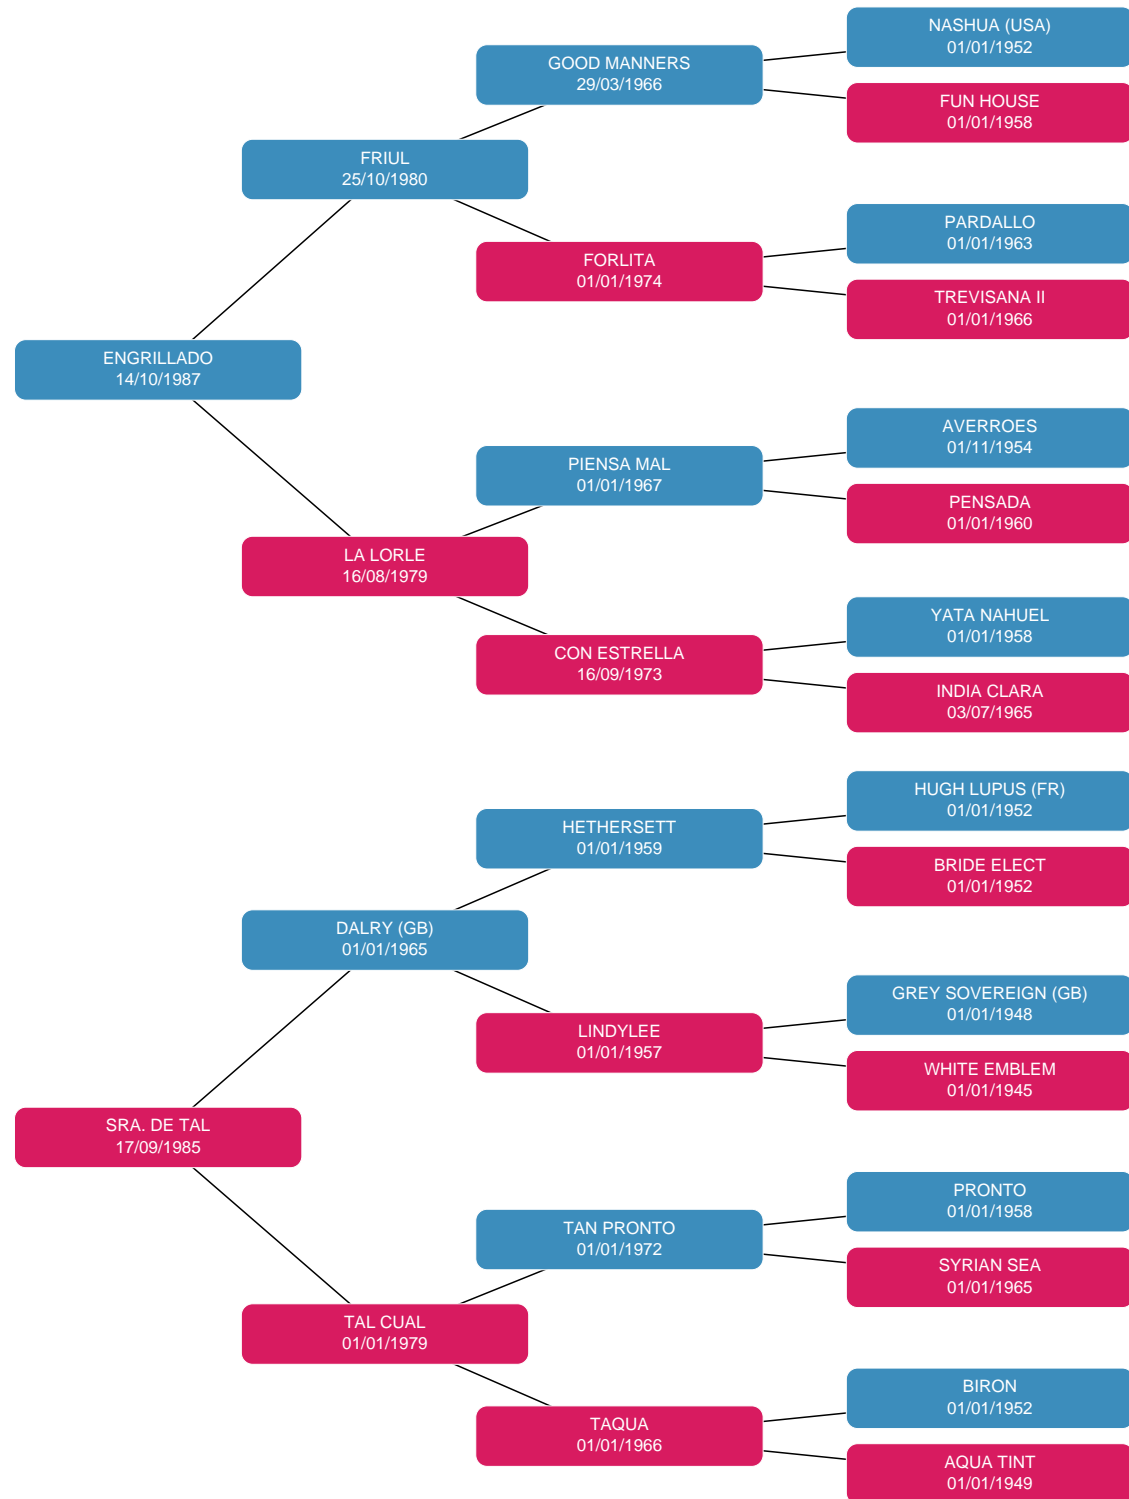 NASHUA (USA)
01/01/1952
GOOD MANNERS
29/03/1966
FUN HOUSE
01/01/1958
FRIUL
25/10/1980
PARDALLO
01/01/1963
FORLITA
01/01/1974
TREVISANA II
01/01/1966
ENGRILLADO
14/10/1987
AVERROES
01/11/1954
PIENSA MAL
01/01/1967
PENSADA
01/01/1960
LA LORLE
16/08/1979
YATA NAHUEL
01/01/1958
CON ESTRELLA
16/09/1973
INDIA CLARA
03/07/1965
HUGH LUPUS (FR)
01/01/1952
HETHERSETT
01/01/1959
BRIDE ELECT
01/01/1952
DALRY (GB)
01/01/1965
GREY SOVEREIGN (GB)
01/01/1948
LINDYLEE
01/01/1957
WHITE EMBLEM
01/01/1945
SRA. DE TAL
17/09/1985
PRONTO
01/01/1958
TAN PRONTO
01/01/1972
SYRIAN SEA
01/01/1965
TAL CUAL
01/01/1979
BIRON
01/01/1952
TAQUA
01/01/1966
AQUA TINT
01/01/1949